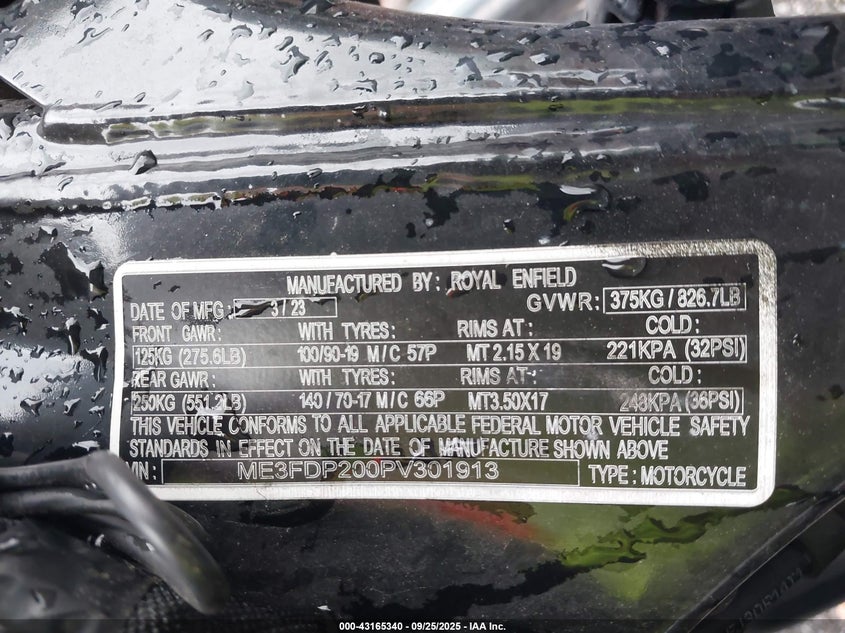 MANUFACTURED BY: ROYAL ENFIELD
DATE OF MFG: 3/23 GVWR: 375KG / 826.7LB
FRONT GAWR: WITH TYRES: RIMS AT: COLD:
125KG (275.6LB) 100/90-19 M/C 57P MT 2.15 X 19 221KPA (32PSI)
REAR GAWR: WITH TYRES: RIMS AT: COLD:
250KG (551.2LB) 140 / 70-17 M/C 66P MT3.50X17 248KPA (36PSI)
THIS VEHICLE CONFORMS TO ALL APPLICABLE FEDERAL MOTOR VEHICLE SAFETY
STANDARDS IN EFFECT ON THE DATE OF MANUFACTURE SHOWN ABOVE
VIN: ME3FDP200PV301913 TYPE: MOTORCYCLE
000-43165340 - 09/25/2025 - IAA Inc.